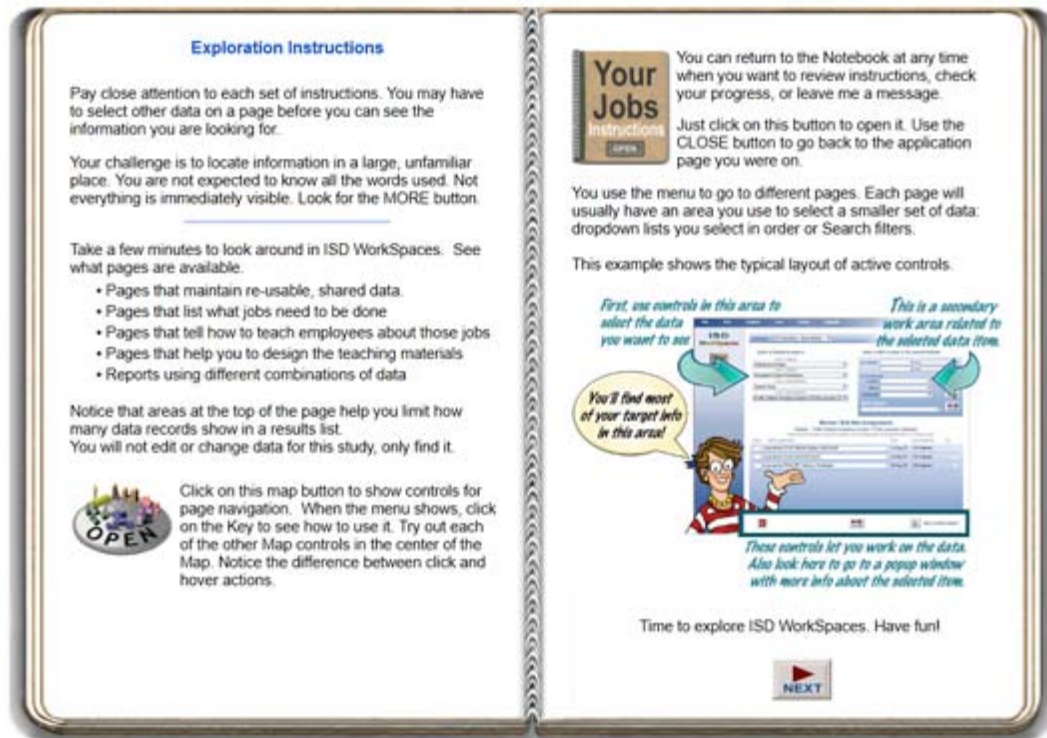 Exploration Instructions
Pay close attention to each set of instructions. You may have
to select other data on a page before you can see the
information you are looking for.
Your challenge is to locate information in a large, unfamiliar
place. You are not expected to know all the words used. Not
everything is immediately visible. Look for the MORE button.
Take a few minutes to look around in ISD WorkSpaces. See
what pages are available.
• Pages that maintain re-usable, shared data.
• Pages that list what jobs need to be done
• Pages that tell how to teach employees about those jobs
• Pages that help you to design the teaching materials
• Reports using different combinations of data
Notice that areas at the top of the page help you limit how
many data records show in a results list.
You will not edit or change data for this study, only find it.
OPEN
Click on this map button to show controls for
page navigation. When the menu shows, click
on the Key to see how to use it. Try out each
of the other Map controls in the center of the
Map. Notice the difference between click and
hover actions.
Your
Jobs
Instructions
OPEN
You can return to the Notebook at any time
when you want to review instructions, check
your progress, or leave me a message.
Just click on this button to open it. Use the
CLOSE button to go back to the application
page you were on.
You use the menu to go to different pages. Each page will
usually have an area you use to select a smaller set of data:
dropdown lists you select in order or Search filters.
This example shows the typical layout of active controls.
First, use controls in this area to
select the data
you want to see
This is a secondary
work area related to
the selected data item.
ISD
You'll find most
of your target info
in this area!
These controls let you work on the data.
Also look here to go to a popup window
with more info about the selected item.
Time to explore ISD WorkSpaces. Have fun!
NEXT